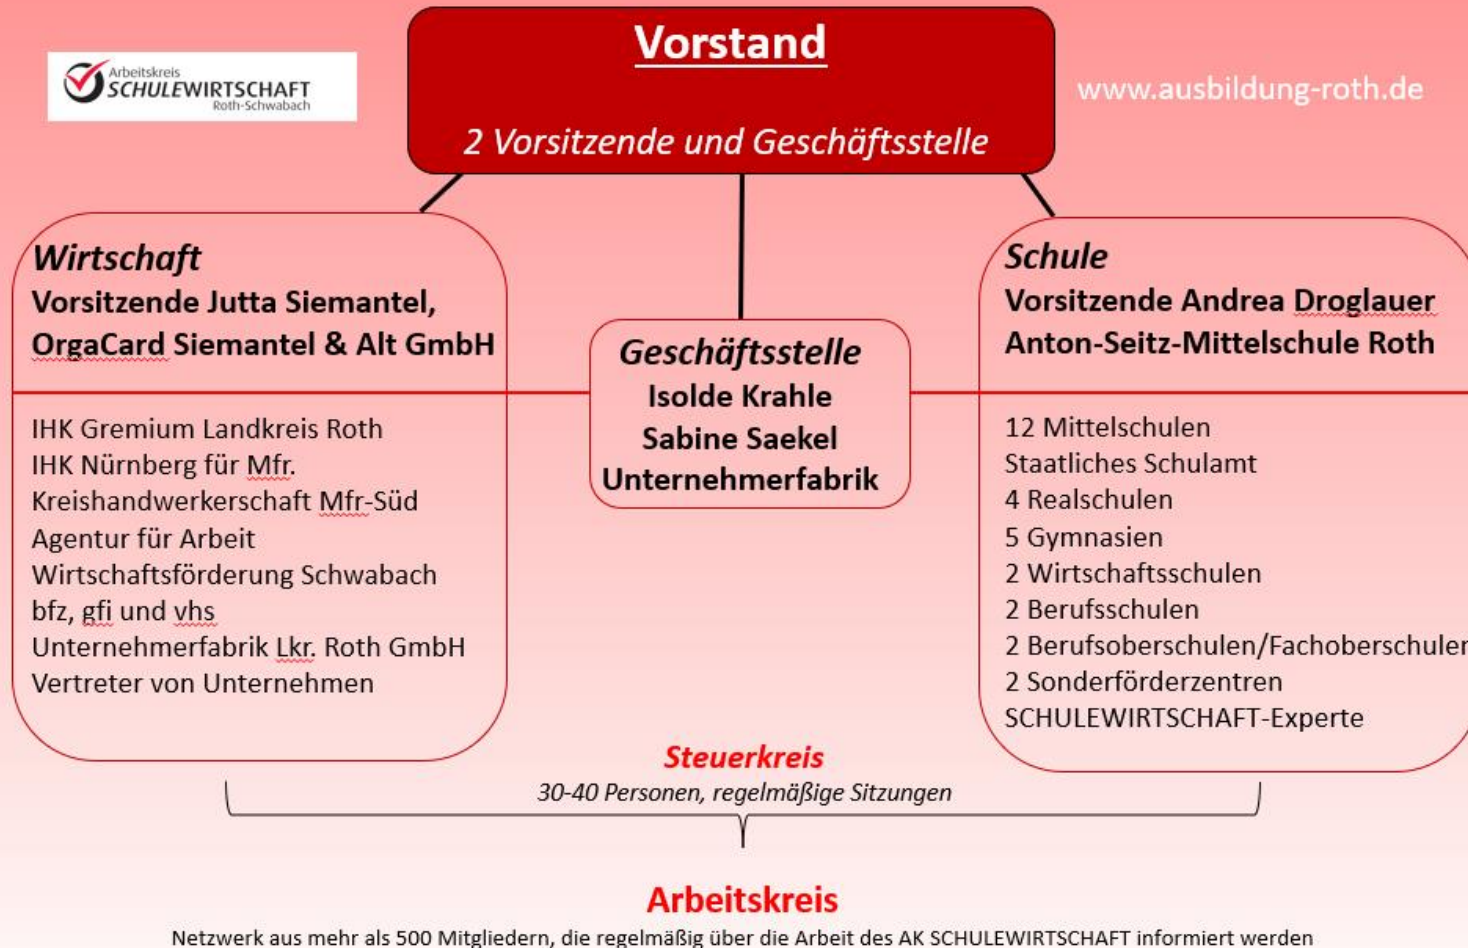 Arbeitskreis
SCHULEWIRTSCHAFT
Roth-Schwabach
Vorstand
2 Vorsitzende und Geschäftsstelle
www.ausbildung-roth.de
Wirtschaft
Vorsitzende Jutta Siemantel,
OrgaCard Siemantel & Alt GmbH
IHK Gremium Landkreis Roth
IHK Nürnberg für Mfr.
Kreishandwerkerschaft Mfr-Süd
Agentur für Arbeit
Wirtschaftsförderung Schwabach
bfz, gfi und vhs
Unternehmerfabrik Lkr. Roth GmbH
Vertreter von Unternehmen
Geschäftsstelle
Isolde Krahle
Sabine Saekel
Unternehmerfabrik
Schule
Vorsitzende Andrea Droglauer
Anton-Seitz-Mittelschule Roth
12 Mittelschulen
Staatliches Schulamt
4 Realschulen
5 Gymnasien
2 Wirtschaftsschulen
2 Berufsschulen
2 Berufsoberschulen/Fachoberschulen
2 Sonderförderzentren
SCHULEWIRTSCHAFT-Experte
Steuerkreis
30-40 Personen, regelmäßige Sitzungen
Arbeitskreis
Netzwerk aus mehr als 500 Mitgliedern, die regelmäßig über die Arbeit des AK SCHULEWIRTSCHAFT informiert werden